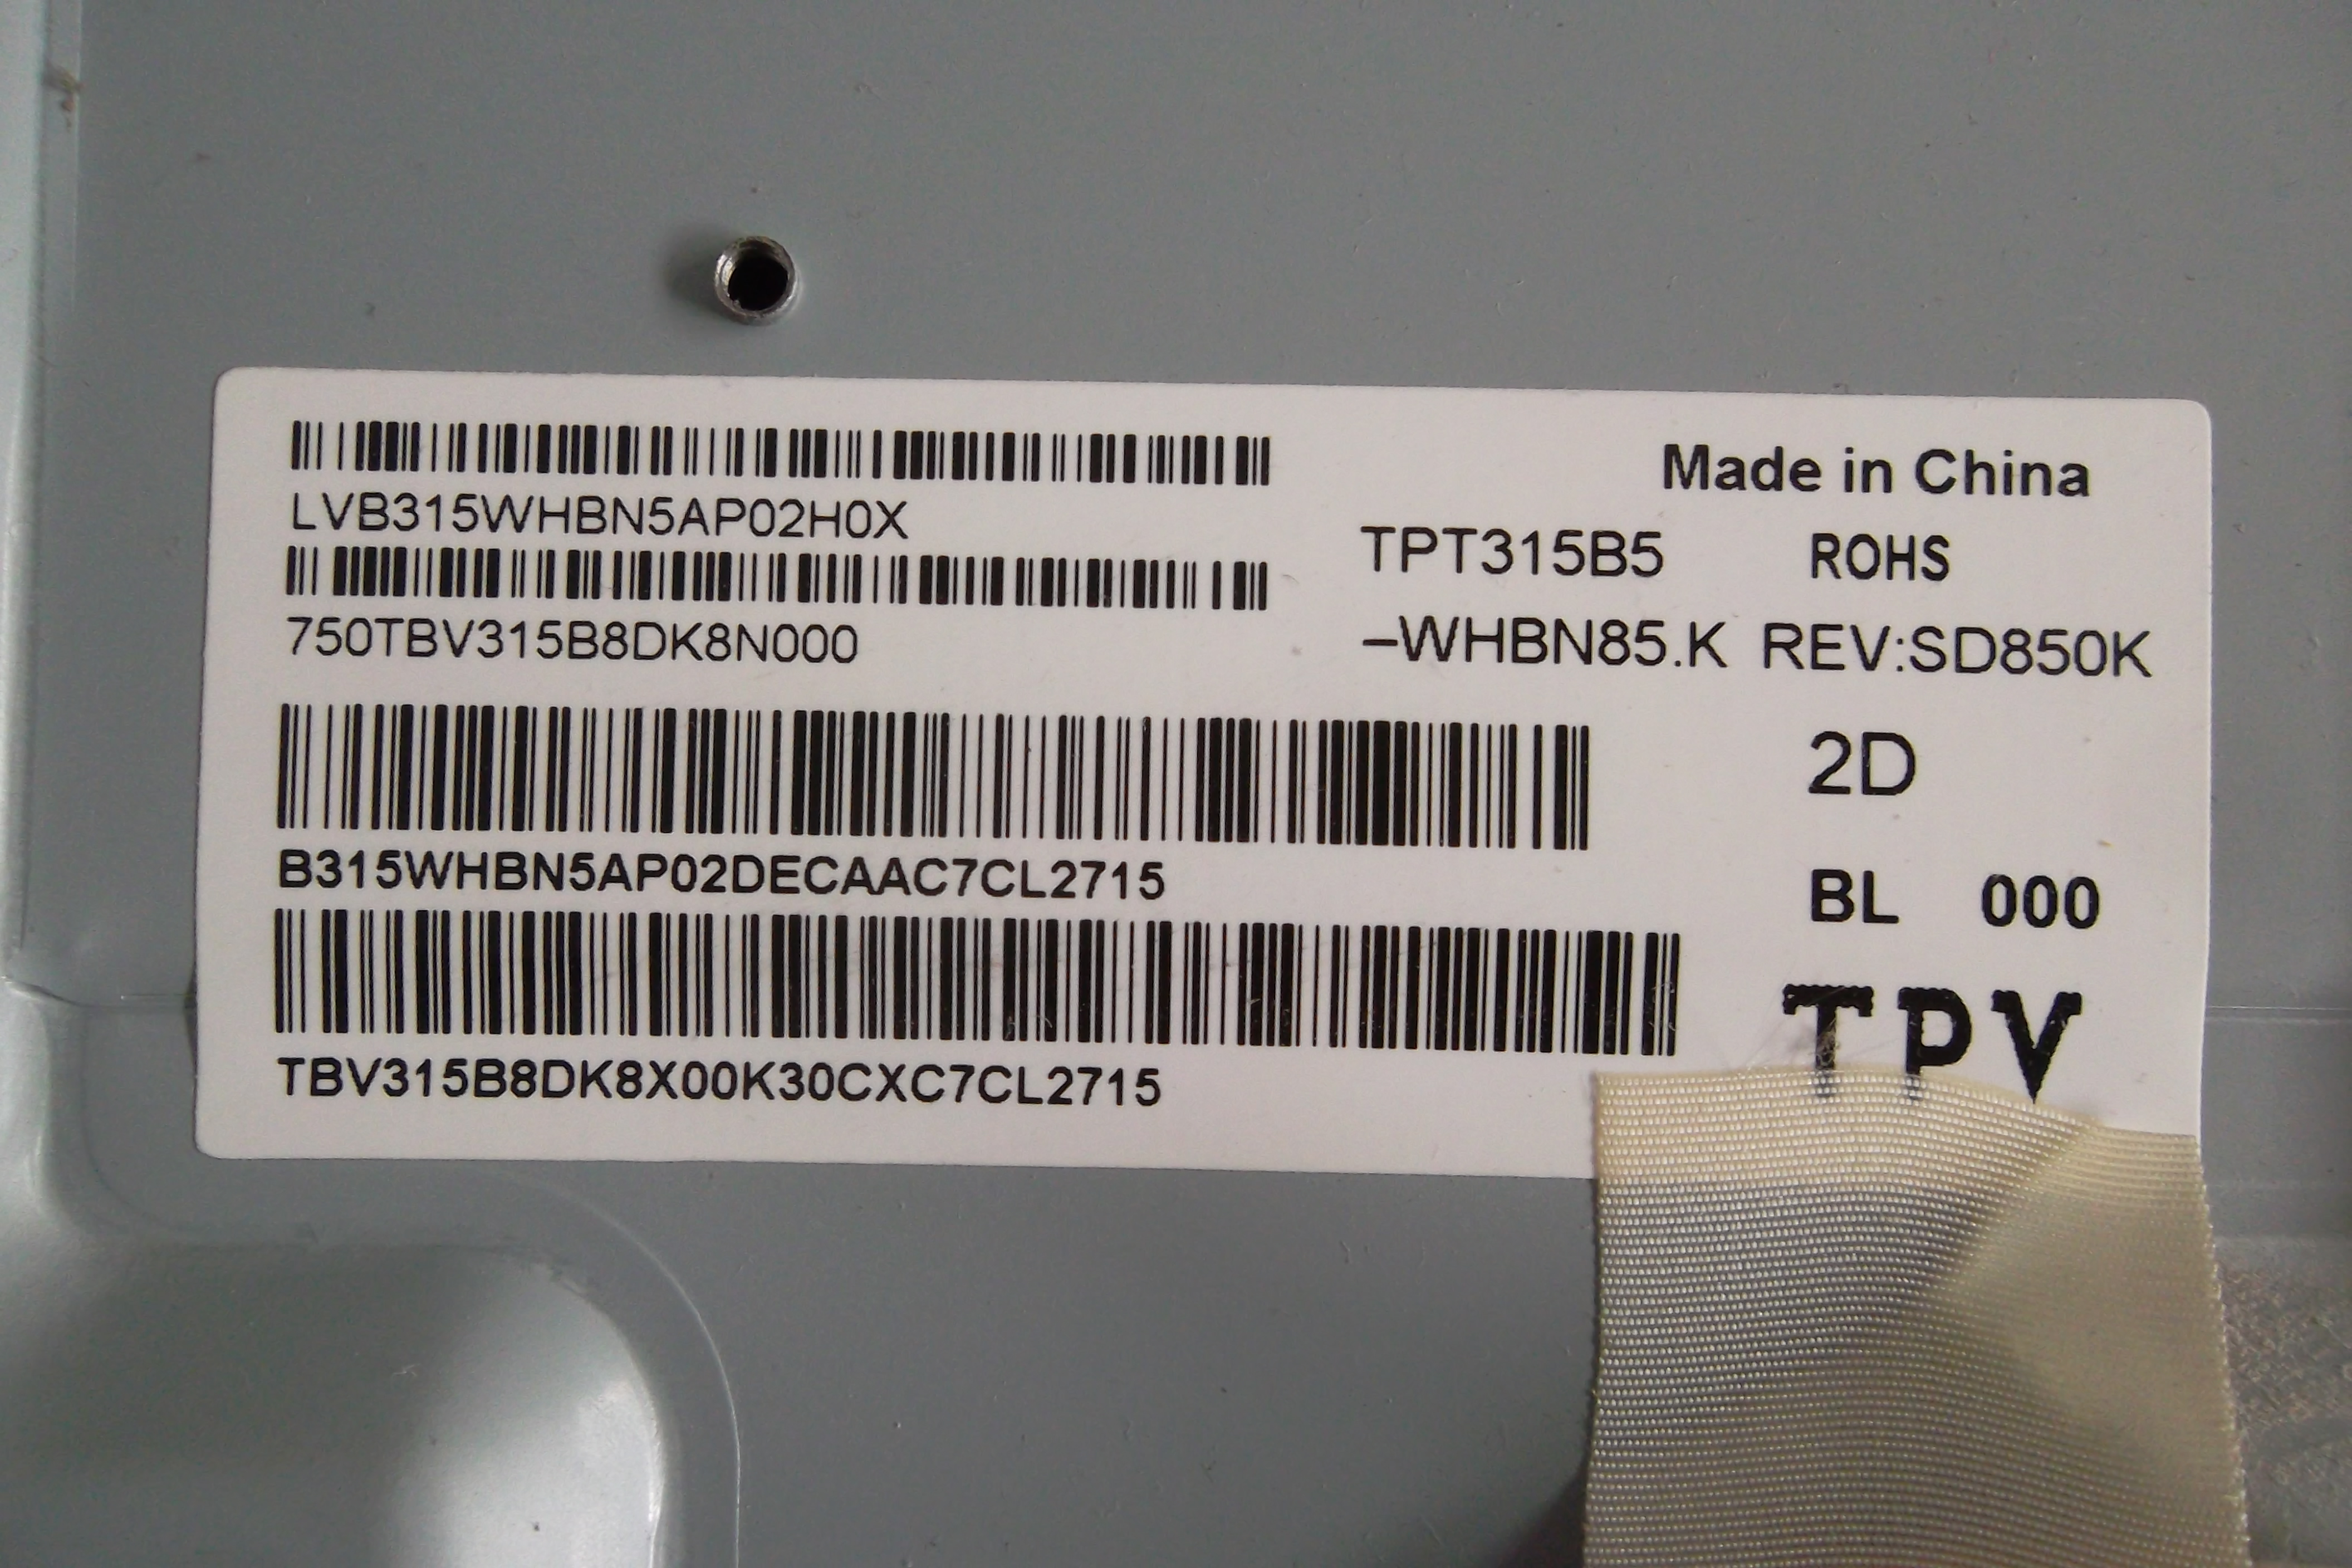 Made in China
LVB315WHBN5AP02H0X
TPT315B5 ROHS
750TBV315B8DK8N000
-WHBN85.K REV:SD850K
2D
B315WHBN5AP02DECAAC7CL2715
BL 000
TPV
TBV315B8DK8X00K30CXC7CL2715